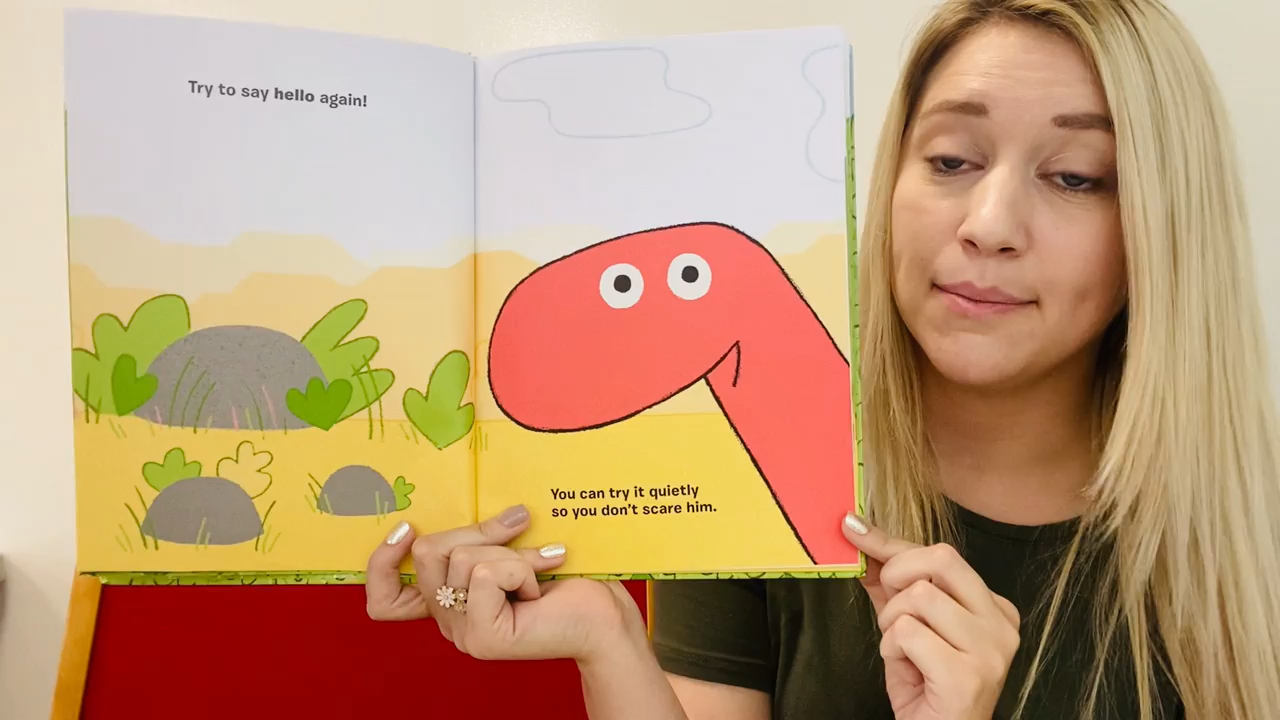 Try to say hello again!
You can try it quietly
so you don't scare him.